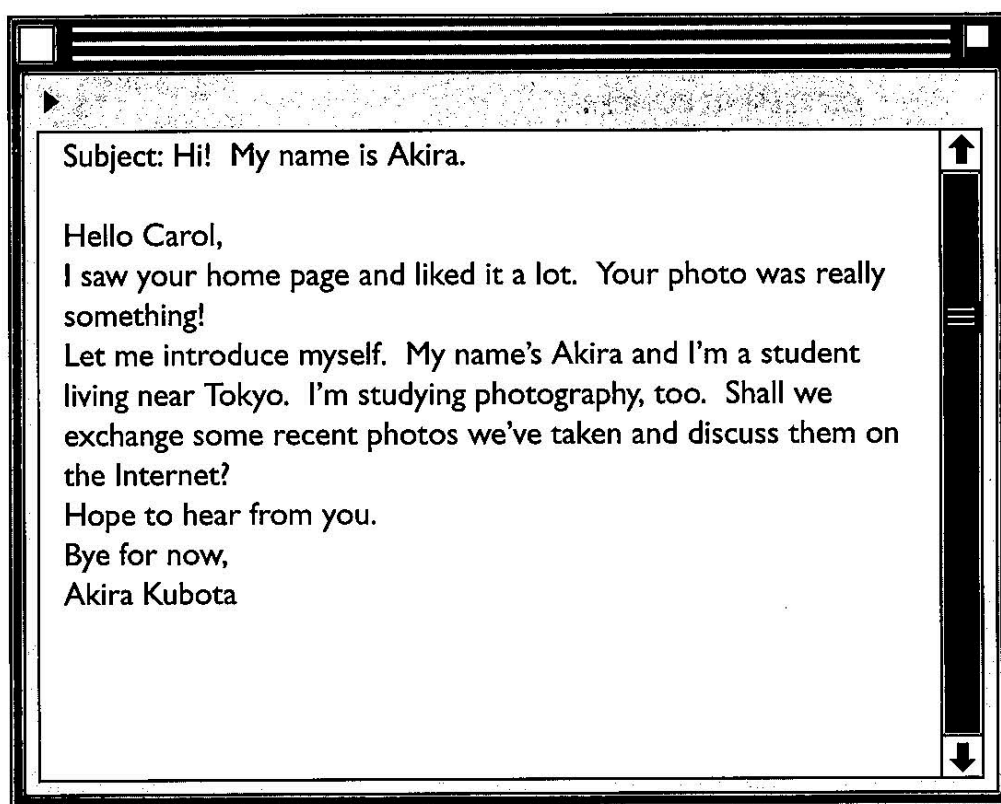 Subject: Hi!  My name is Akira.
Hello Carol,
I saw your home page and liked it a lot.  Your photo was really
something!
Let me introduce myself.  My name's Akira and I'm a student
living near Tokyo.  I'm studying photography, too.  Shall we
exchange some recent photos we've taken and discuss them on
the Internet?
Hope to hear from you.
Bye for now,
Akira Kubota